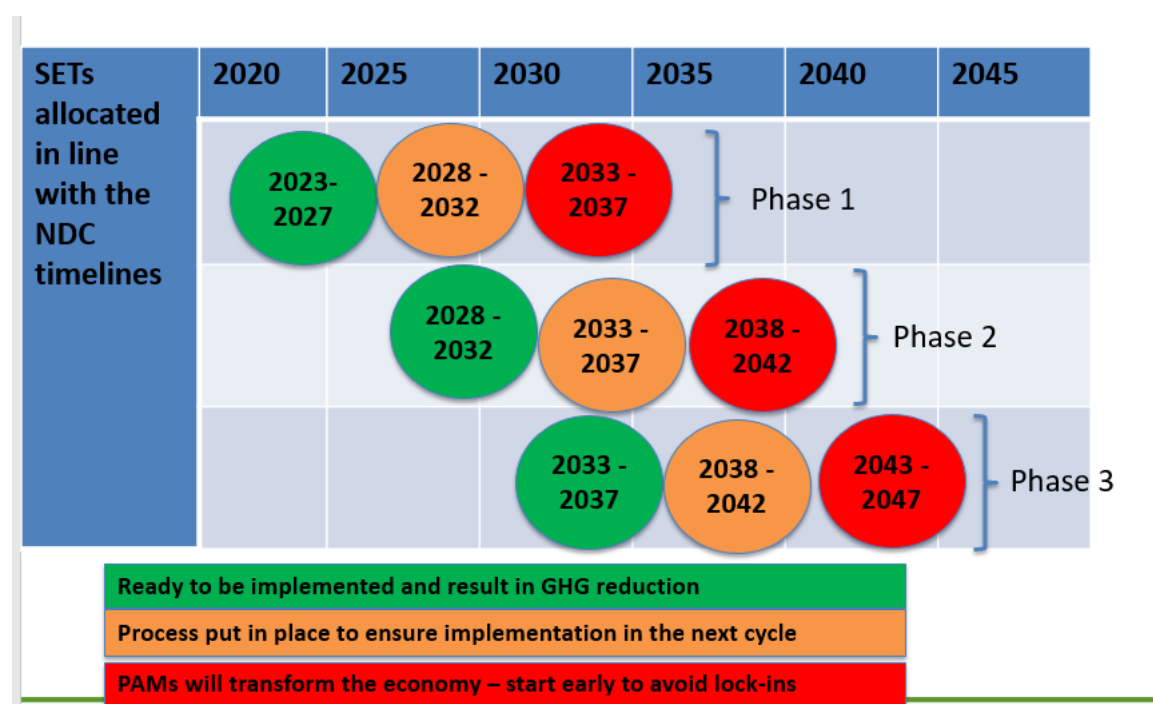 SETs
allocated
in line
with the
NDC
timelines
2020
2025
2030
2035
2040
2045
2023-
2027
2028 -
2032
2033 -
2037
Phase 1
2028 -
2032
2033 -
2037
2038 -
2042
Phase 2
2033 -
2037
2038 -
2042
2043 -
2047
Phase 3
Ready to be implemented and result in GHG reduction
Process put in place to ensure implementation in the next cycle
PAMs will transform the economy – start early to avoid lock-ins